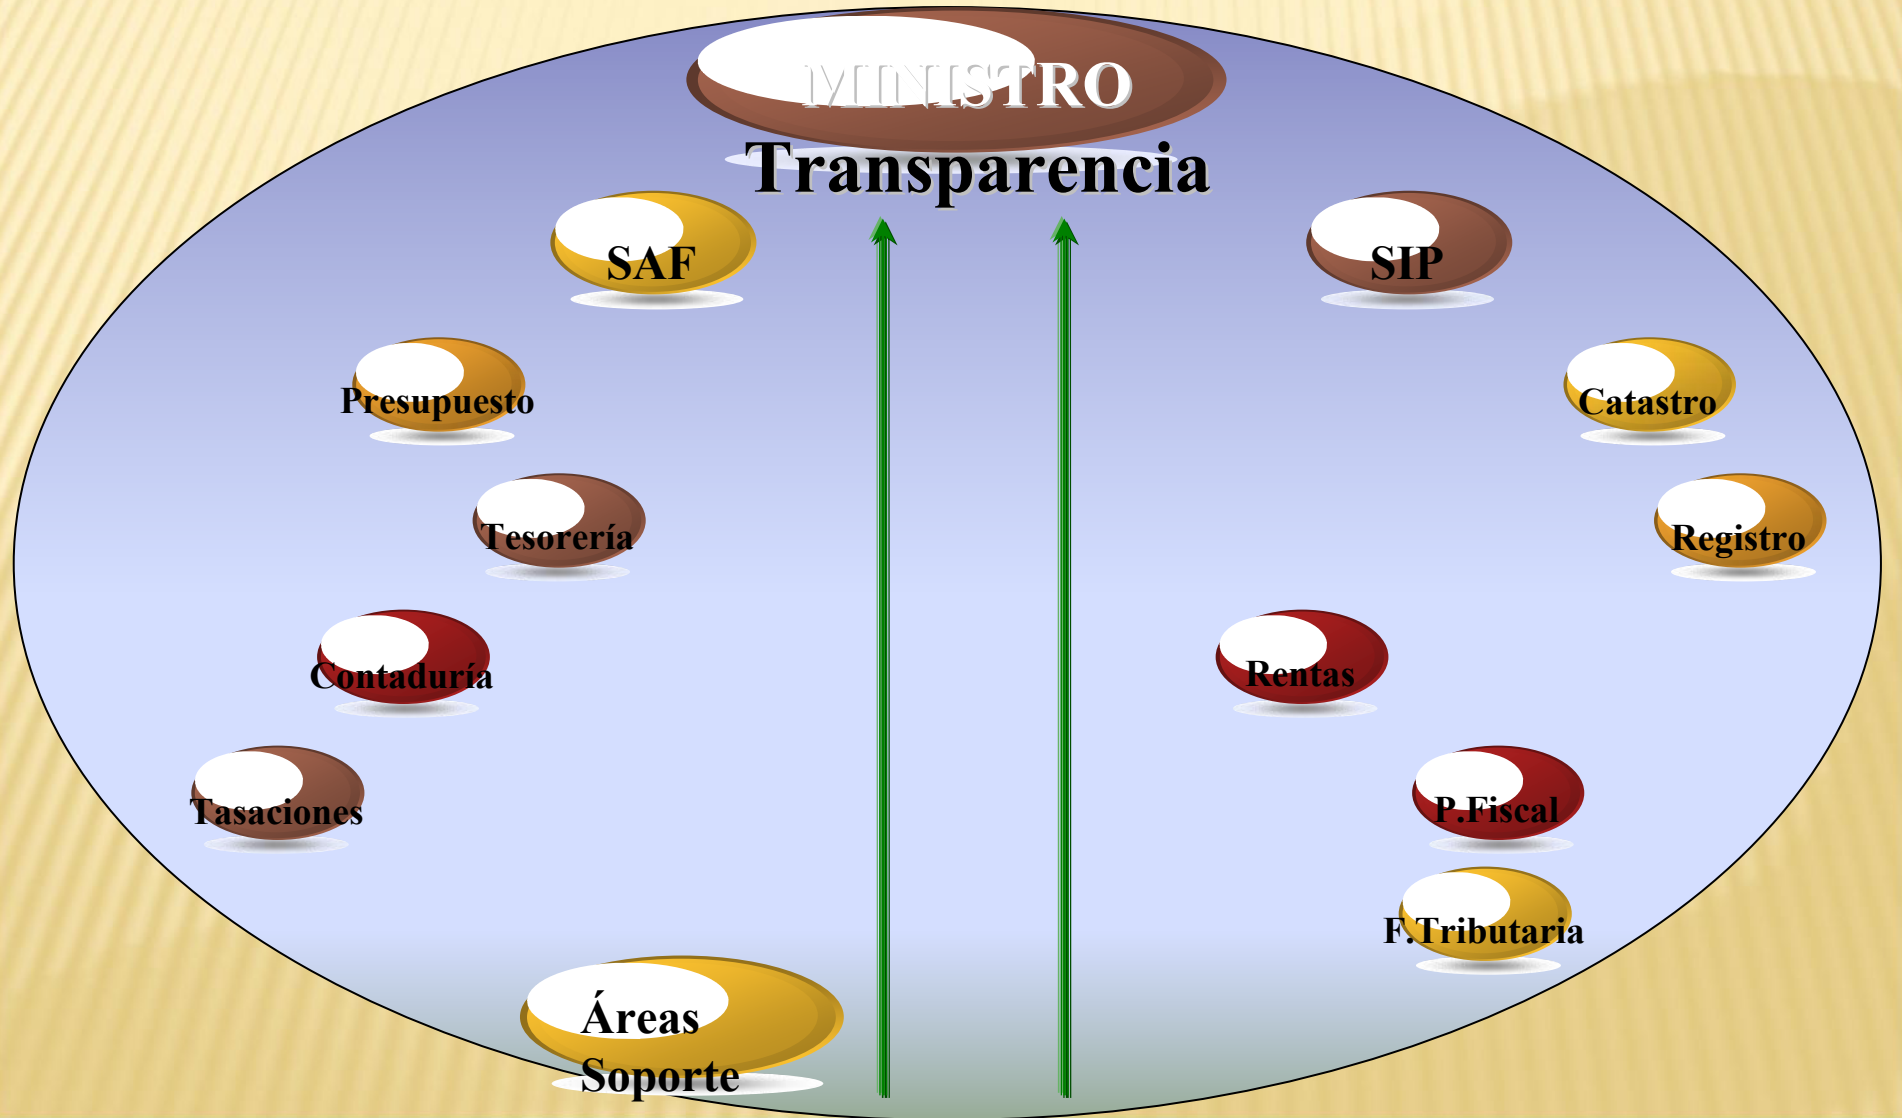 MINISTRO
Transparencia
SAF
SIP
Presupuesto
Catastro
Tesorería
Registro
Contaduría
Rentas
Tasaciones
P.Fiscal
F.Tributaria
Áreas
Soporte